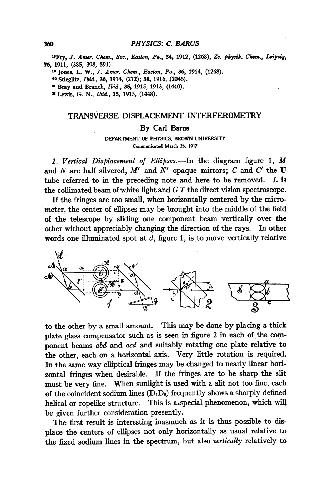 260 PHYSICS: C. BARUS
Fry, J. Amer. Chem. Soc., Easton, Pa., 34, 1912, (1268), Zs. physik. Chem., Leipzig,
76, 1911, (385, 398, 591).
Jones, L. W., J. Amer. Chem., Easton, Pa., 36, 1914, (1268).
Stieglitz, Ibid., 36, 1914, (272); 38, 1916, (2046).
Bray and Branch, Ibid., 35, 1913, (1440).
Lewis, G. N., Ibid., 35, 1913, (1448).
TRANSVERSE DISPLACEMENT INTERFEROMETRY
By Carl Barus
DEPARTMENT OF PHYSICS, BROWN UNIVERSITY
Communicated March 26, 1917
1. Vertical Displacement of Ellipses.—In the diagram figure 1, M
and N are half silvered, M' and N' opaque mirrors; C and C' the U
tube referred to in the preceding note and here to be removed. L is
the collimated beam of white light and G T the direct vision spectroscope.
If the fringes are too small, when horizontally centered by the micro-
meter, the center of ellipses may be brought into the middle of the field
of the telescope by sliding one component beam vertically over the
other without appreciably changing the direction of the rays. In other
words one illuminated spot at d, figure 1, is to move vertically relative
2
3
to the other by a small amount. This may be done by placing a thick
plate glass compensator such as is seen in figure 2 in each of the com-
ponent beams abd and acd and suitably rotating one plate relative to
the other, each on a horizontal axis. Very little rotation is required.
In the same way elliptical fringes may be changed to nearly linear hori-
zontal fringes when desirable. If the fringes are to be sharp the slit
must be very fine. When sunlight is used with a slit not too fine, each
of the coincident sodium lines (D₁D₂) frequently shows a sharply defined
helical or ropelike structure. This is a special phenomenon, which will
be given further consideration presently.
The first result is interesting inasmuch as it is thus possible to dis-
place the centers of ellipses not only horizontally as usual relative to
the fixed sodium lines in the spectrum, but also vertically relatively to